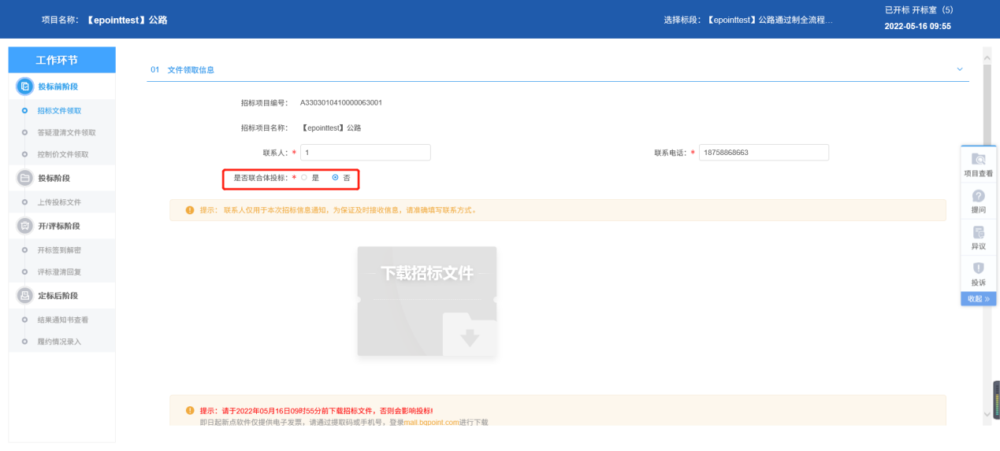 项目名称：【epointtest】公路
选择标段：【epointtest】公路通过制全流程…
已开标 开标室（5）
2022-05-16 09:55
工作环节
投标前阶段
招标文件领取
答疑澄清文件领取
控制价文件领取
投标阶段
上传投标文件
开/评标阶段
开标签到解密
评标澄清回复
定标后阶段
结果通知书查看
履约情况录入
01 文件领取信息
招标项目编号： A3303010410000063001
招标项目名称： 【epointtest】公路
联系人：* 1
联系电话：* 18758868663
是否联合体投标：* 是 否
提示： 联系人仅用于本次招标信息通知，为保证及时接收信息，请准确填写联系方式。
下载招标文件
提示：请于2022年05月16日09时55分前下载招标文件，否则会影响投标!
即日起新点软件仅提供电子发票，请通过提取码或手机号，登录mall.bqpoint.com进行下载
项目查看
提问
异议
投诉
收起 »